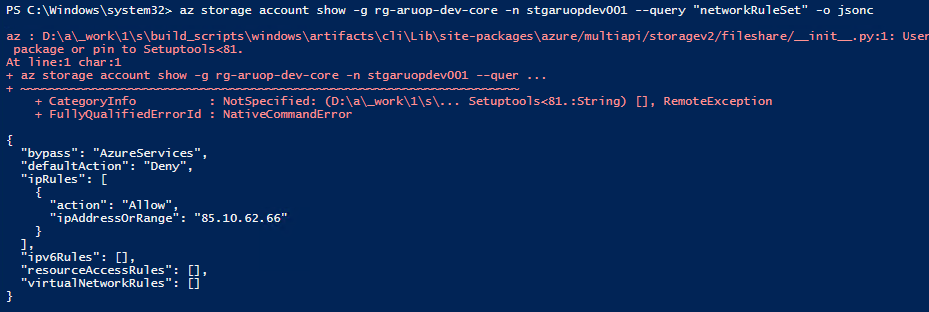 PS C:\Windows\system32> az storage account show -g rg-aruop-dev-core -n stgaruopdev001 --query "networkRuleSet" -o jsonc
az : D:\a\_work\1\s\build_scripts\windows\artifacts\cli\Lib\site-packages\azure/multiapi/storagev2/fileshare/__init__.py:1: User
package or pin to Setuptools<81.
At line:1 char:1
+ az storage account show -g rg-aruop-dev-core -n stgaruopdev001 --quer ...
+ ~~~~~~~~~~~~~~~~~~~~~~~~~~~~~~~~~~~~~~~~~~~~~~~~~~~~~~~~~~~~~~~~~~~~~
+ CategoryInfo : NotSpecified: (D:\a\_work\1\s\... Setuptools<81.:String) [], RemoteException
+ FullyQualifiedErrorId : NativeCommandError
{
"bypass": "AzureServices",
"defaultAction": "Deny",
"ipRules": [
{
"action": "Allow",
"ipAddressOrRange": "85.10.62.66"
}
],
"ipv6Rules": [],
"resourceAccessRules": [],
"virtualNetworkRules": []
}